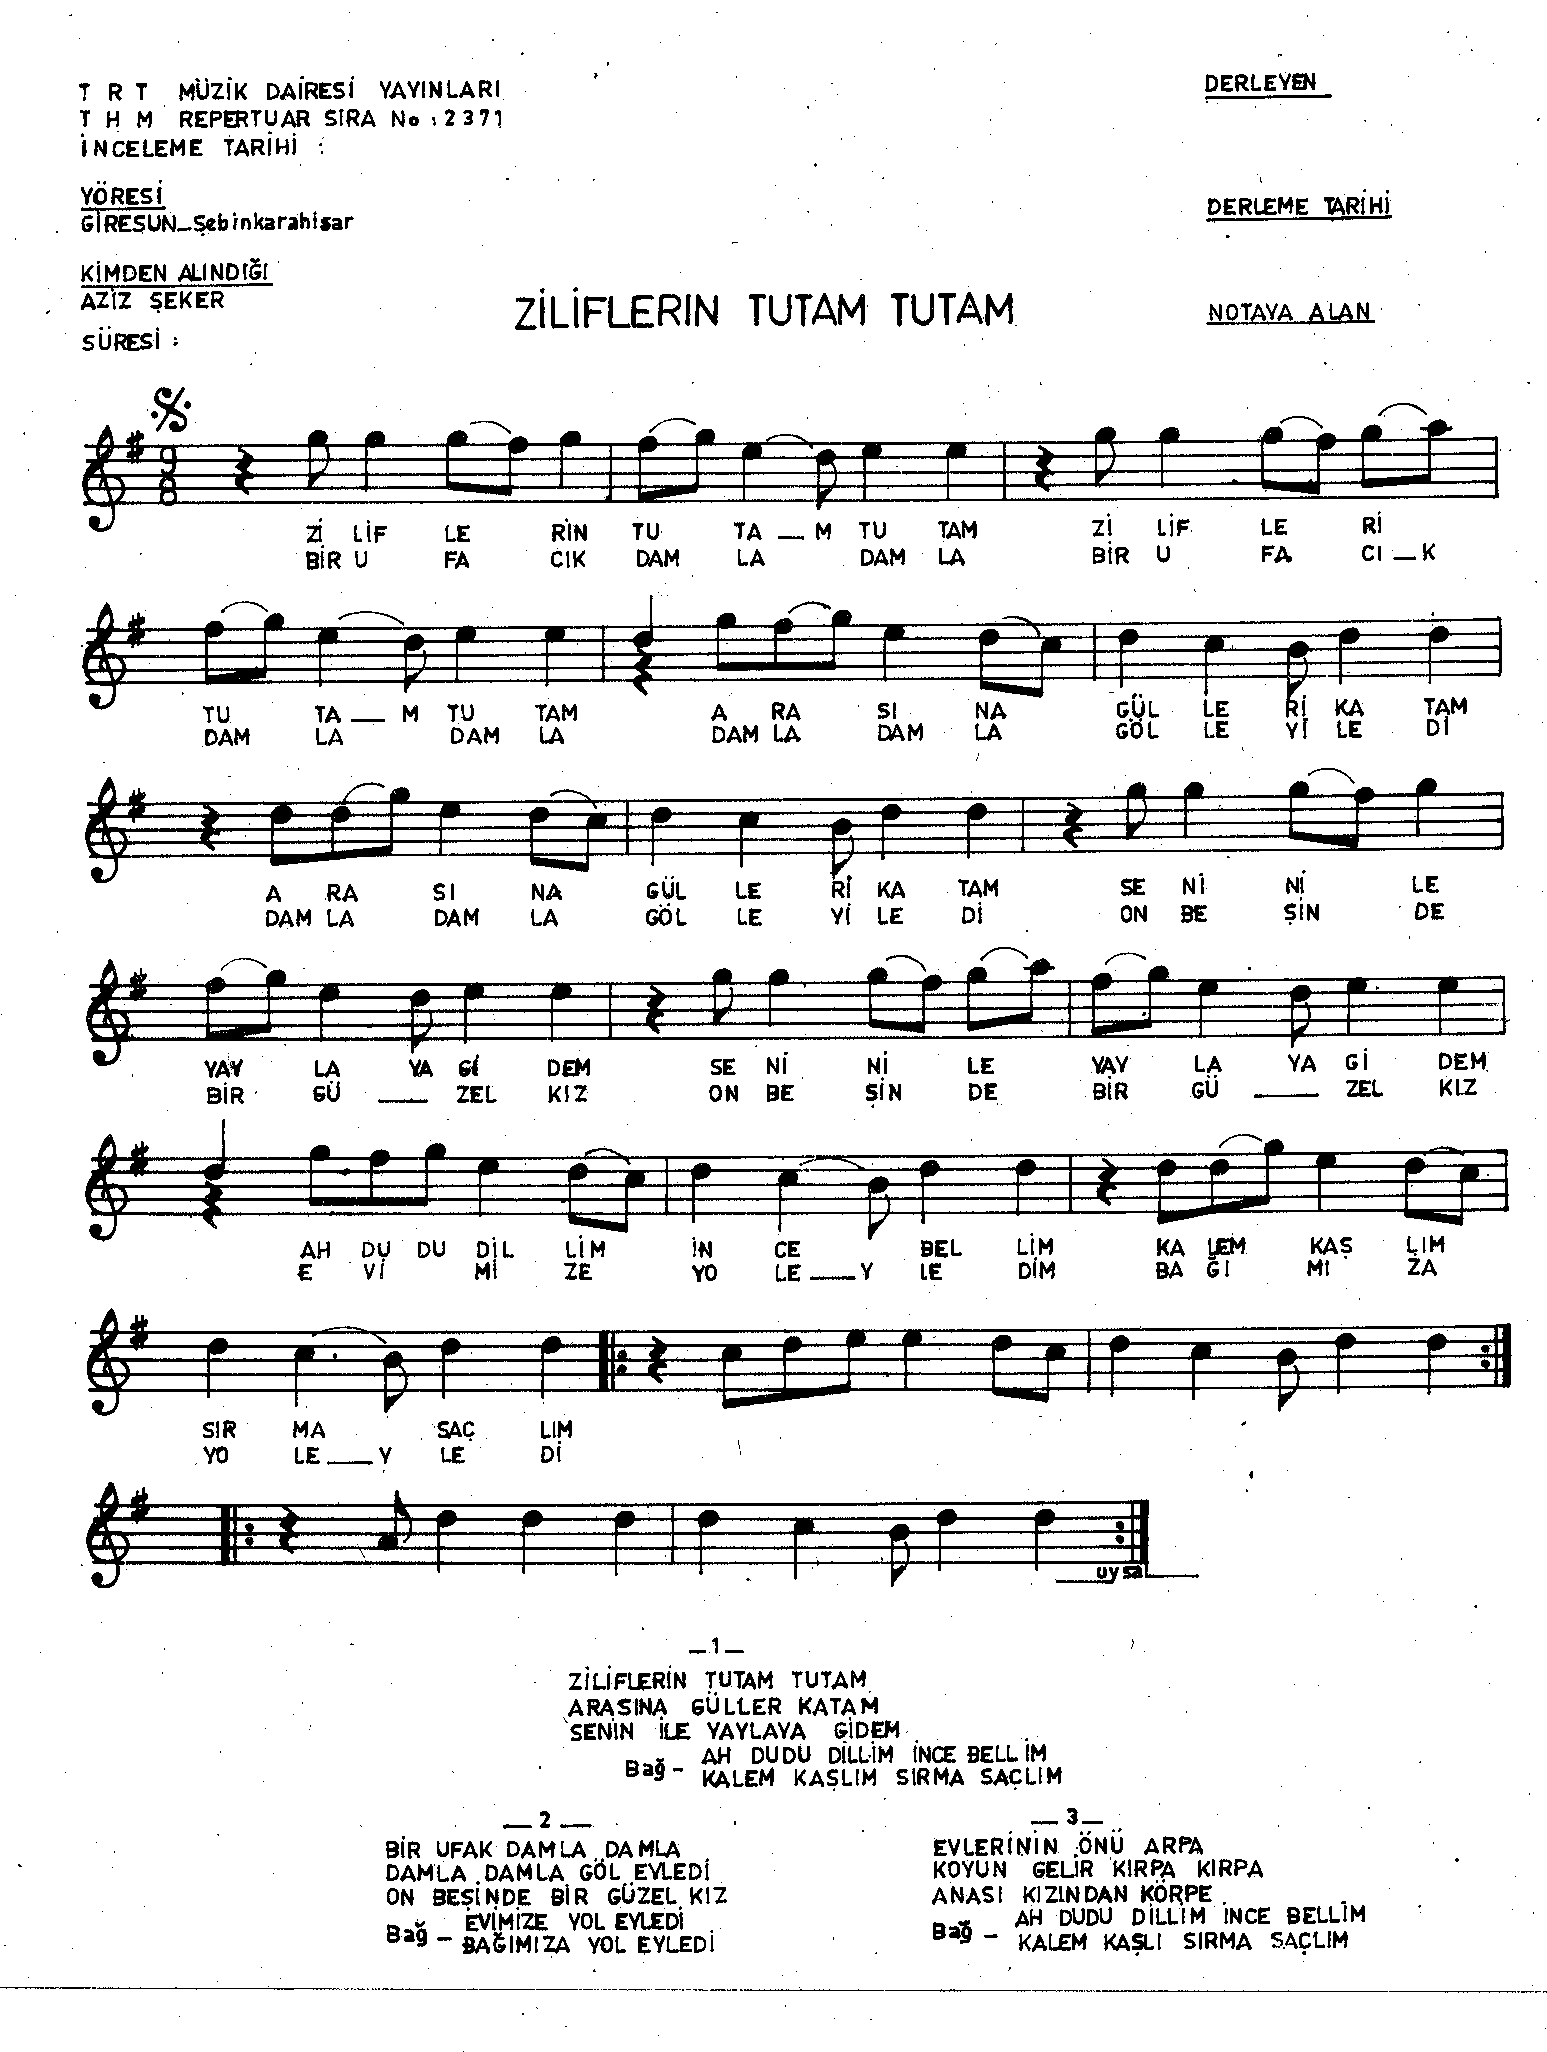 T R T MÜZİK DAİRESİ YAYINLARI
T H M REPERTUAR SIRA No : 2371
İNCELEME TARİHİ :
YÖRESİ
GİRESUN_Şebinkarahisar
KİMDEN ALINDIĞI
AZİZ ŞEKER
SÜRESİ :
DERLEYEN
DERLEME TARİHİ
NOTAYA ALAN
ZİLİFLERIN TUTAM TUTAM
9
8
Zİ LİF LE RİN TU TA _ M TU TAM Zİ LİF LE Rİ
BİR U FA CIK DAM LA DAM LA BİR U FA CI _ K
TU TA _ M TU TAM A RA SI NA GÜL LE Rİ KA TAM
DAM LA DAM LA DAM LA DAM LA GÖL LE Yİ LE Dİ
A RA SI NA GÜL LE Rİ KA TAM SE Nİ Nİ LE
DAM LA DAM LA GÖL LE Yİ LE Dİ ON BE ŞİN DE
YAY LA YA Gİ DEM SE Nİ Nİ LE YAY LA YA Gİ DEM
BİR GÜ _ ZEL KIZ ON BE ŞİN DE BİR GÜ _ ZEL KIZ
AH DU DU DİL LİM İN CE BEL LİM KA LEM KAŞ LIM
E Vİ Mİ ZE YO LE _ Y LE DİM BA ĞI MI ZA
SIR MA SAÇ LIM
YO LE _ Y LE Dİ
uysal
_ 1 _
ZİLİFLERİN TUTAM TUTAM
ARASINA GÜLLER KATAM
SENİN İLE YAYLAYA GİDEM
Bağ - AH DUDU DİLLİM İNCE BELLİM
KALEM KAŞLIM SIRMA SAÇLIM
_ 2 _
BİR UFAK DAMLA DAMLA
DAMLA DAMLA GÖL EYLEDİ
ON BEŞİNDE BİR GÜZEL KIZ
Bağ - EVİMİZE YOL EYLEDİ
BAĞIMIZA YOL EYLEDİ
_ 3 _
EVLERİNİN ÖNÜ ARPA
KOYUN GELİR KIRPA KIRPA
ANASI KIZINDAN KÖRPE
Bağ - AH DUDU DİLLİM İNCE BELLİM
KALEM KAŞLI SIRMA SAÇLIM